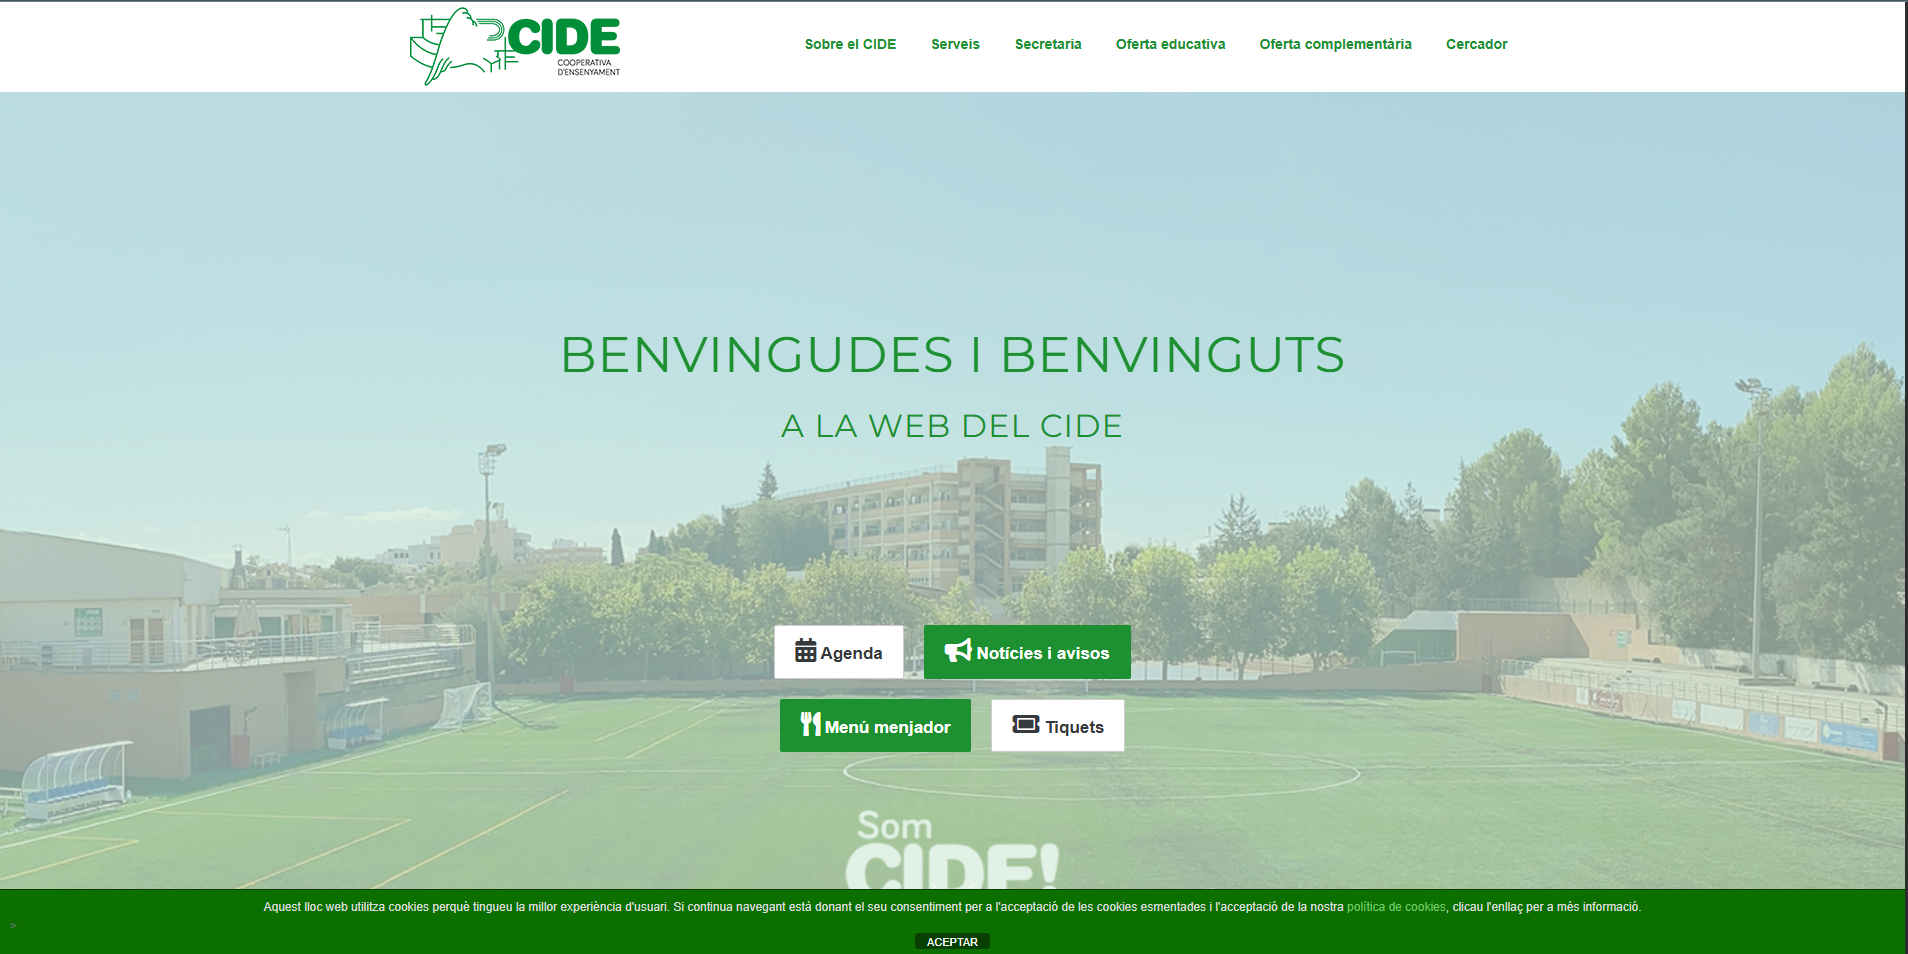 CIDE
COOPERATIVA
D'ENSENYAMENT
Sobre el CIDE
Serveis
Secretaria
Oferta educativa
Oferta complementària
Cercador
BENVINGUDES I BENVINGUTS
A LA WEB DEL CIDE
Agenda
Notícies i avisos
Menú menjador
Tiquets
Som
CIDE!
Aquest lloc web utilitza cookies perquè tingueu la millor experiència d'usuari. Si continua navegant està donant el seu consentiment per a l'acceptació de les cookies esmentades i l'acceptació de la nostra política de cookies, clicau l'enllaç per a més informació.
>
ACEPTAR